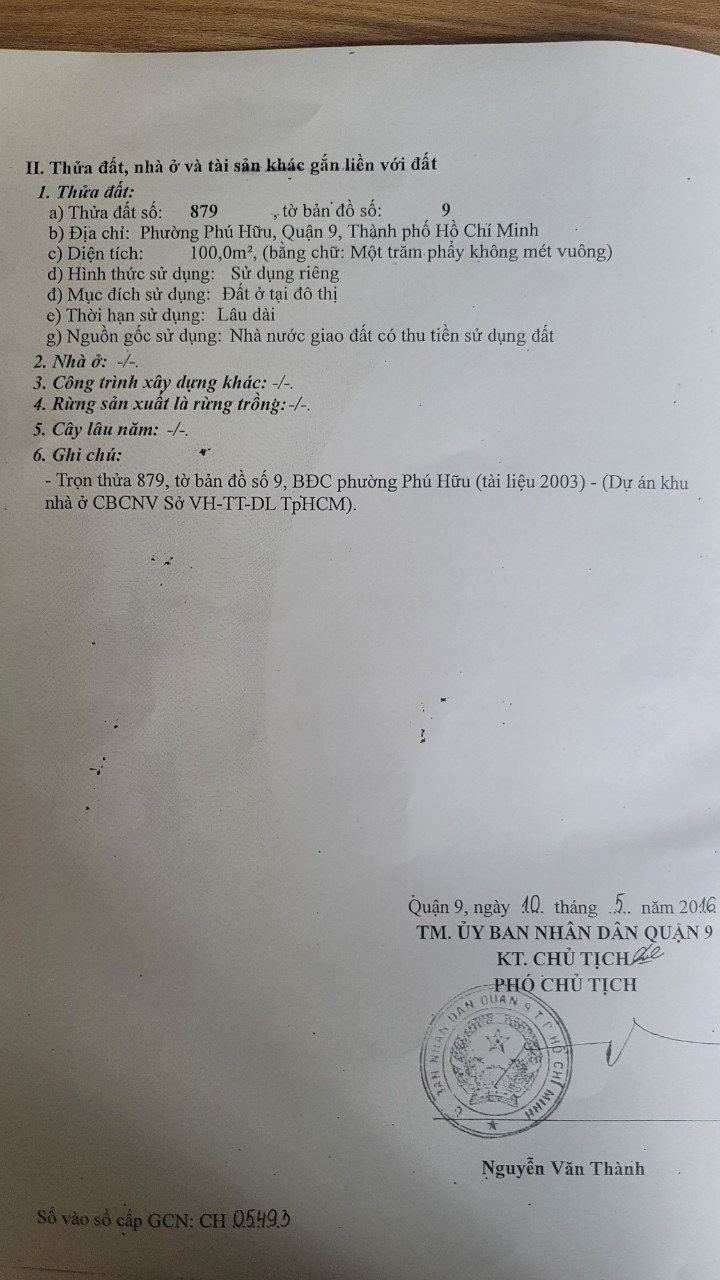 II. Thửa đất, nhà ở và tài sản khác gắn liền với đất
1. Thửa đất:
a) Thửa đất số: 879 , tờ bản đồ số: 9
b) Địa chỉ: Phường Phú Hữu, Quận 9, Thành phố Hồ Chí Minh
c) Diện tích: 100,0m², (bằng chữ: Một trăm phẩy không mét vuông)
d) Hình thức sử dụng: Sử dụng riêng
đ) Mục đích sử dụng: Đất ở tại đô thị
e) Thời hạn sử dụng: Lâu dài
g) Nguồn gốc sử dụng: Nhà nước giao đất có thu tiền sử dụng đất
2. Nhà ở: -/-.
3. Công trình xây dựng khác: -/-.
4. Rừng sản xuất là rừng trồng: -/-.
5. Cây lâu năm: -/-.
6. Ghi chú:
- Trọn thửa 879, tờ bản đồ số 9, BĐC phường Phú Hữu (tài liệu 2003) - (Dự án khu
nhà ở CBCNV Sở VH-TT-DL TpHCM).
Quận 9, ngày 10. tháng .5.. năm 2016
TM. ỦY BAN NHÂN DÂN QUẬN 9
KT. CHỦ TỊCH
PHÓ CHỦ TỊCH
BAN NHÂN DÂN QUẬN 9 T.P HỒ CHÍ MINH
Nguyễn Văn Thành
Số vào sổ cấp GCN: CH 05493